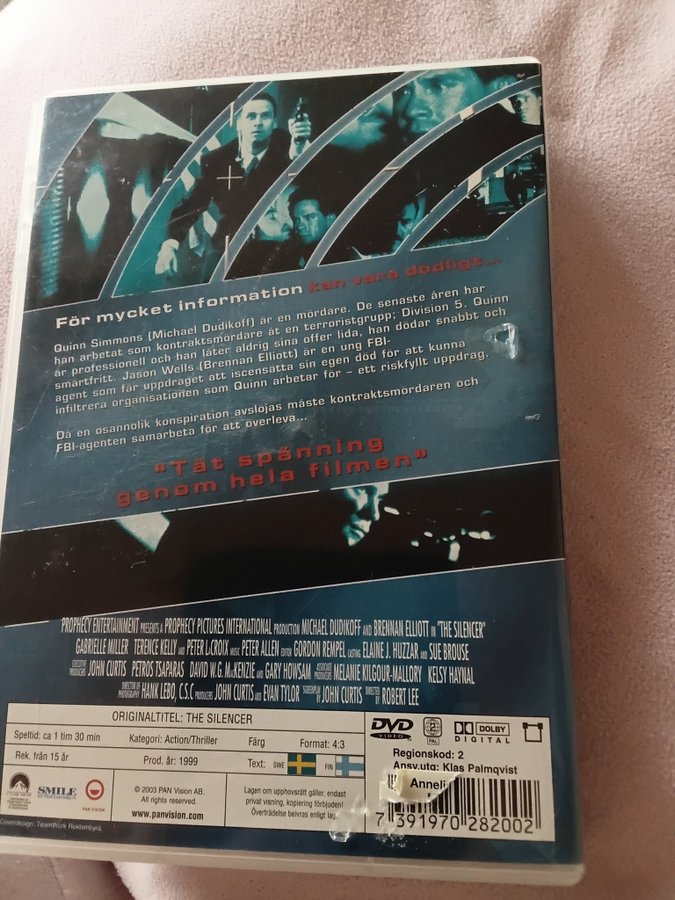 För mycket information kan vara dödligt...
Quinn Simmons (Michael Dudikoff) är en mördare. De senaste åren har
han arbetat som kontraktsmördare åt en terroristgrupp; Division 5. Quinn
är professionell och han låter aldrig sina offer lida, han dödar snabbt och
smärtfritt. Jason Wells (Brennan Elliott) är en ung FBI-
agent som får uppdraget att iscensätta sin egen död för att kunna
infiltrera organisationen som Quinn arbetar för – ett riskfyllt uppdrag.
Då en osannolik konspiration avslöjas måste kontraktsmördaren och
FBI-agenten samarbeta för att överleva...
"Tät spänning
genom hela filmen"
PROPHECY ENTERTAINMENT PRESENTS A PROPHECY PICTURES INTERNATIONAL PRODUCTION MICHAEL DUDIKOFF AND BRENNAN ELLIOTT IN "THE SILENCER"
GABRIELLE MILLER TERENCE KELLY AND PETER LACROIX MUSIC PETER ALLEN EDITOR GORDON REMPEL CASTING ELAINE J. HUZZAR AND SUE BROUSE
EXECUTIVE PRODUCERS JOHN CURTIS PETROS TSAPARAS DAVID W.G. MacKENZIE AND GARY HOWSAM ASSOCIATE PRODUCERS MELANIE KILGOUR-MALLORY KELSY HAYNAL
DIRECTOR OF PHOTOGRAPHY HANK LEBO, C.S.C PRODUCERS JOHN CURTIS AND EVAN TYLOR SCREENPLAY BY JOHN CURTIS DIRECTED BY ROBERT LEE
ORIGINALTITEL: THE SILENCER
Speltid: ca 1 tim 30 min Kategori: Action/Thriller Färg Format: 4:3
Rek. från 15 år Prod. år: 1999 Text: SWE FIN
DVD VIDEO 2 PAL DOLBY DIGITAL
Regionskod: 2
Ansv.utg: Klas Palmqvist
Anneli
SMILE ENTERTAINMENT PAN VISION
© 2003 PAN Vision AB.
All rights reserved.
www.panvision.com
Lagen om upphovsrätt gäller, endast
privat visning, kopiering förbjuden!
Överträdelse beivras enligt lag.
7 391970 282002
Coverdesign: TeamWork Reklambyrå